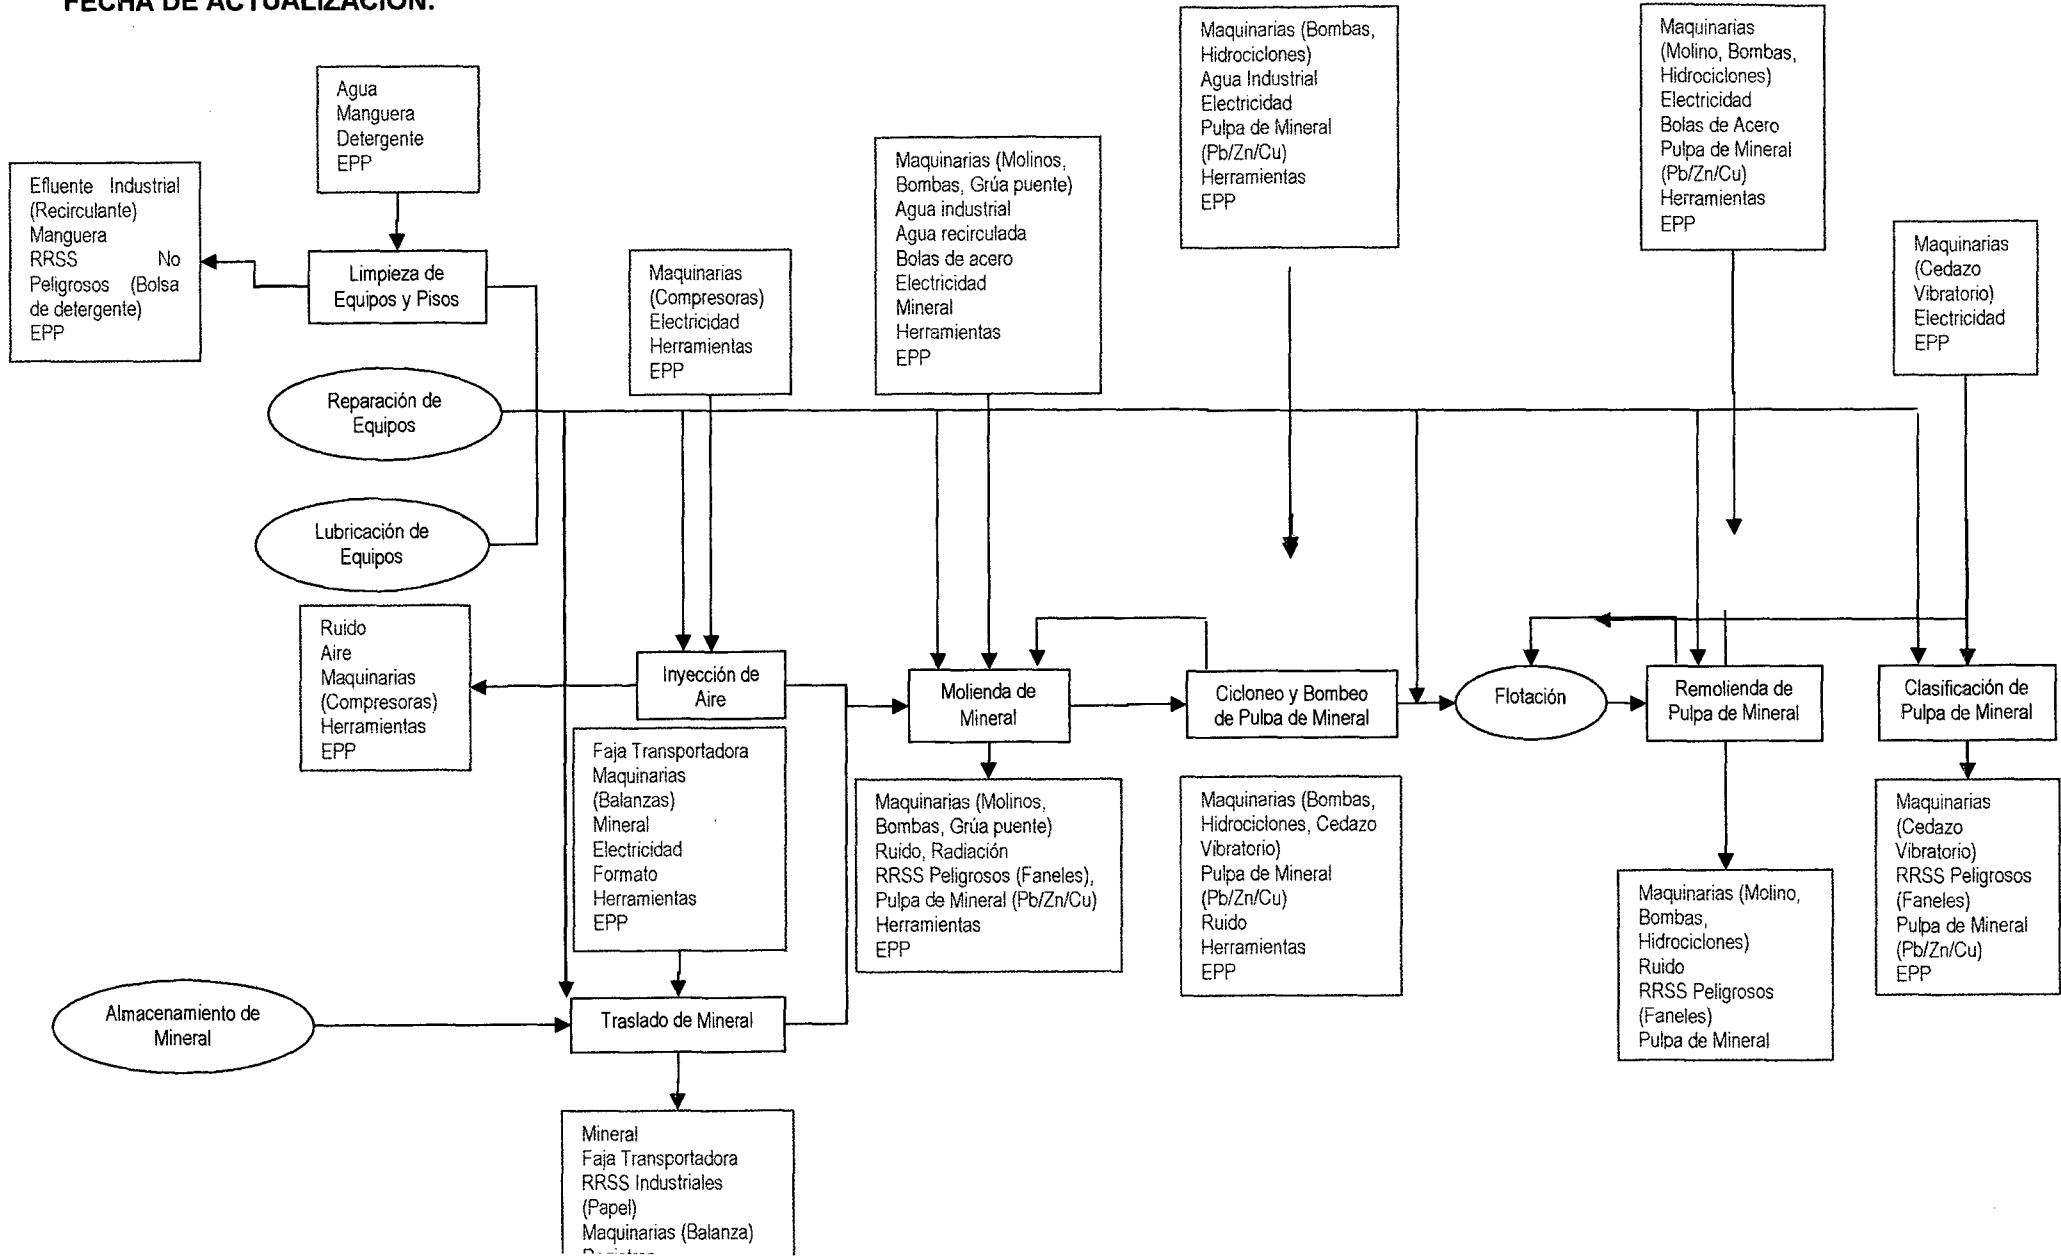 FECHA DE ACTUALIZACIÓN:
Agua
Manguera
Detergente
EPP
Efluente Industrial
(Recirculante)
Manguera
RRSS No
Peligrosos (Bolsa
de detergente)
EPP
Limpieza de
Equipos y Pisos
Reparación de
Equipos
Lubricación de
Equipos
Maquinarias
(Compresoras)
Electricidad
Herramientas
EPP
Maquinarias (Molinos,
Bombas, Grúa puente)
Agua industrial
Agua recirculada
Bolas de acero
Electricidad
Mineral
Herramientas
EPP
Maquinarias (Bombas,
Hidrociclones)
Agua Industrial
Electricidad
Pulpa de Mineral
(Pb/Zn/Cu)
Herramientas
EPP
Maquinarias
(Molino, Bombas,
Hidrociclones)
Electricidad
Bolas de Acero
Pulpa de Mineral
(Pb/Zn/Cu)
Herramientas
EPP
Maquinarias
(Cedazo
Vibratorio)
Electricidad
EPP
Ruido
Aire
Maquinarias
(Compresoras)
Herramientas
EPP
Inyección de
Aire
Molienda de
Mineral
Cicloneo y Bombeo
de Pulpa de Mineral
Flotación
Remolienda de
Pulpa de Mineral
Clasificación de
Pulpa de Mineral
Faja Transportadora
Maquinarias
(Balanzas)
Mineral
Electricidad
Formato
Herramientas
EPP
Maquinarias (Molinos,
Bombas, Grúa puente)
Ruido, Radiación
RRSS Peligrosos (Faneles),
Pulpa de Mineral (Pb/Zn/Cu)
Herramientas
EPP
Maquinarias (Bombas,
Hidrociclones, Cedazo
Vibratorio)
Pulpa de Mineral
(Pb/Zn/Cu)
Ruido
Herramientas
EPP
Maquinarias (Molino,
Bombas,
Hidrociclones)
Ruido
RRSS Peligrosos
(Faneles)
Pulpa de Mineral
Maquinarias
(Cedazo
Vibratorio)
RRSS Peligrosos
(Faneles)
Pulpa de Mineral
(Pb/Zn/Cu)
EPP
Almacenamiento de
Mineral
Traslado de Mineral
Mineral
Faja Transportadora
RRSS Industriales
(Papel)
Maquinarias (Balanza)